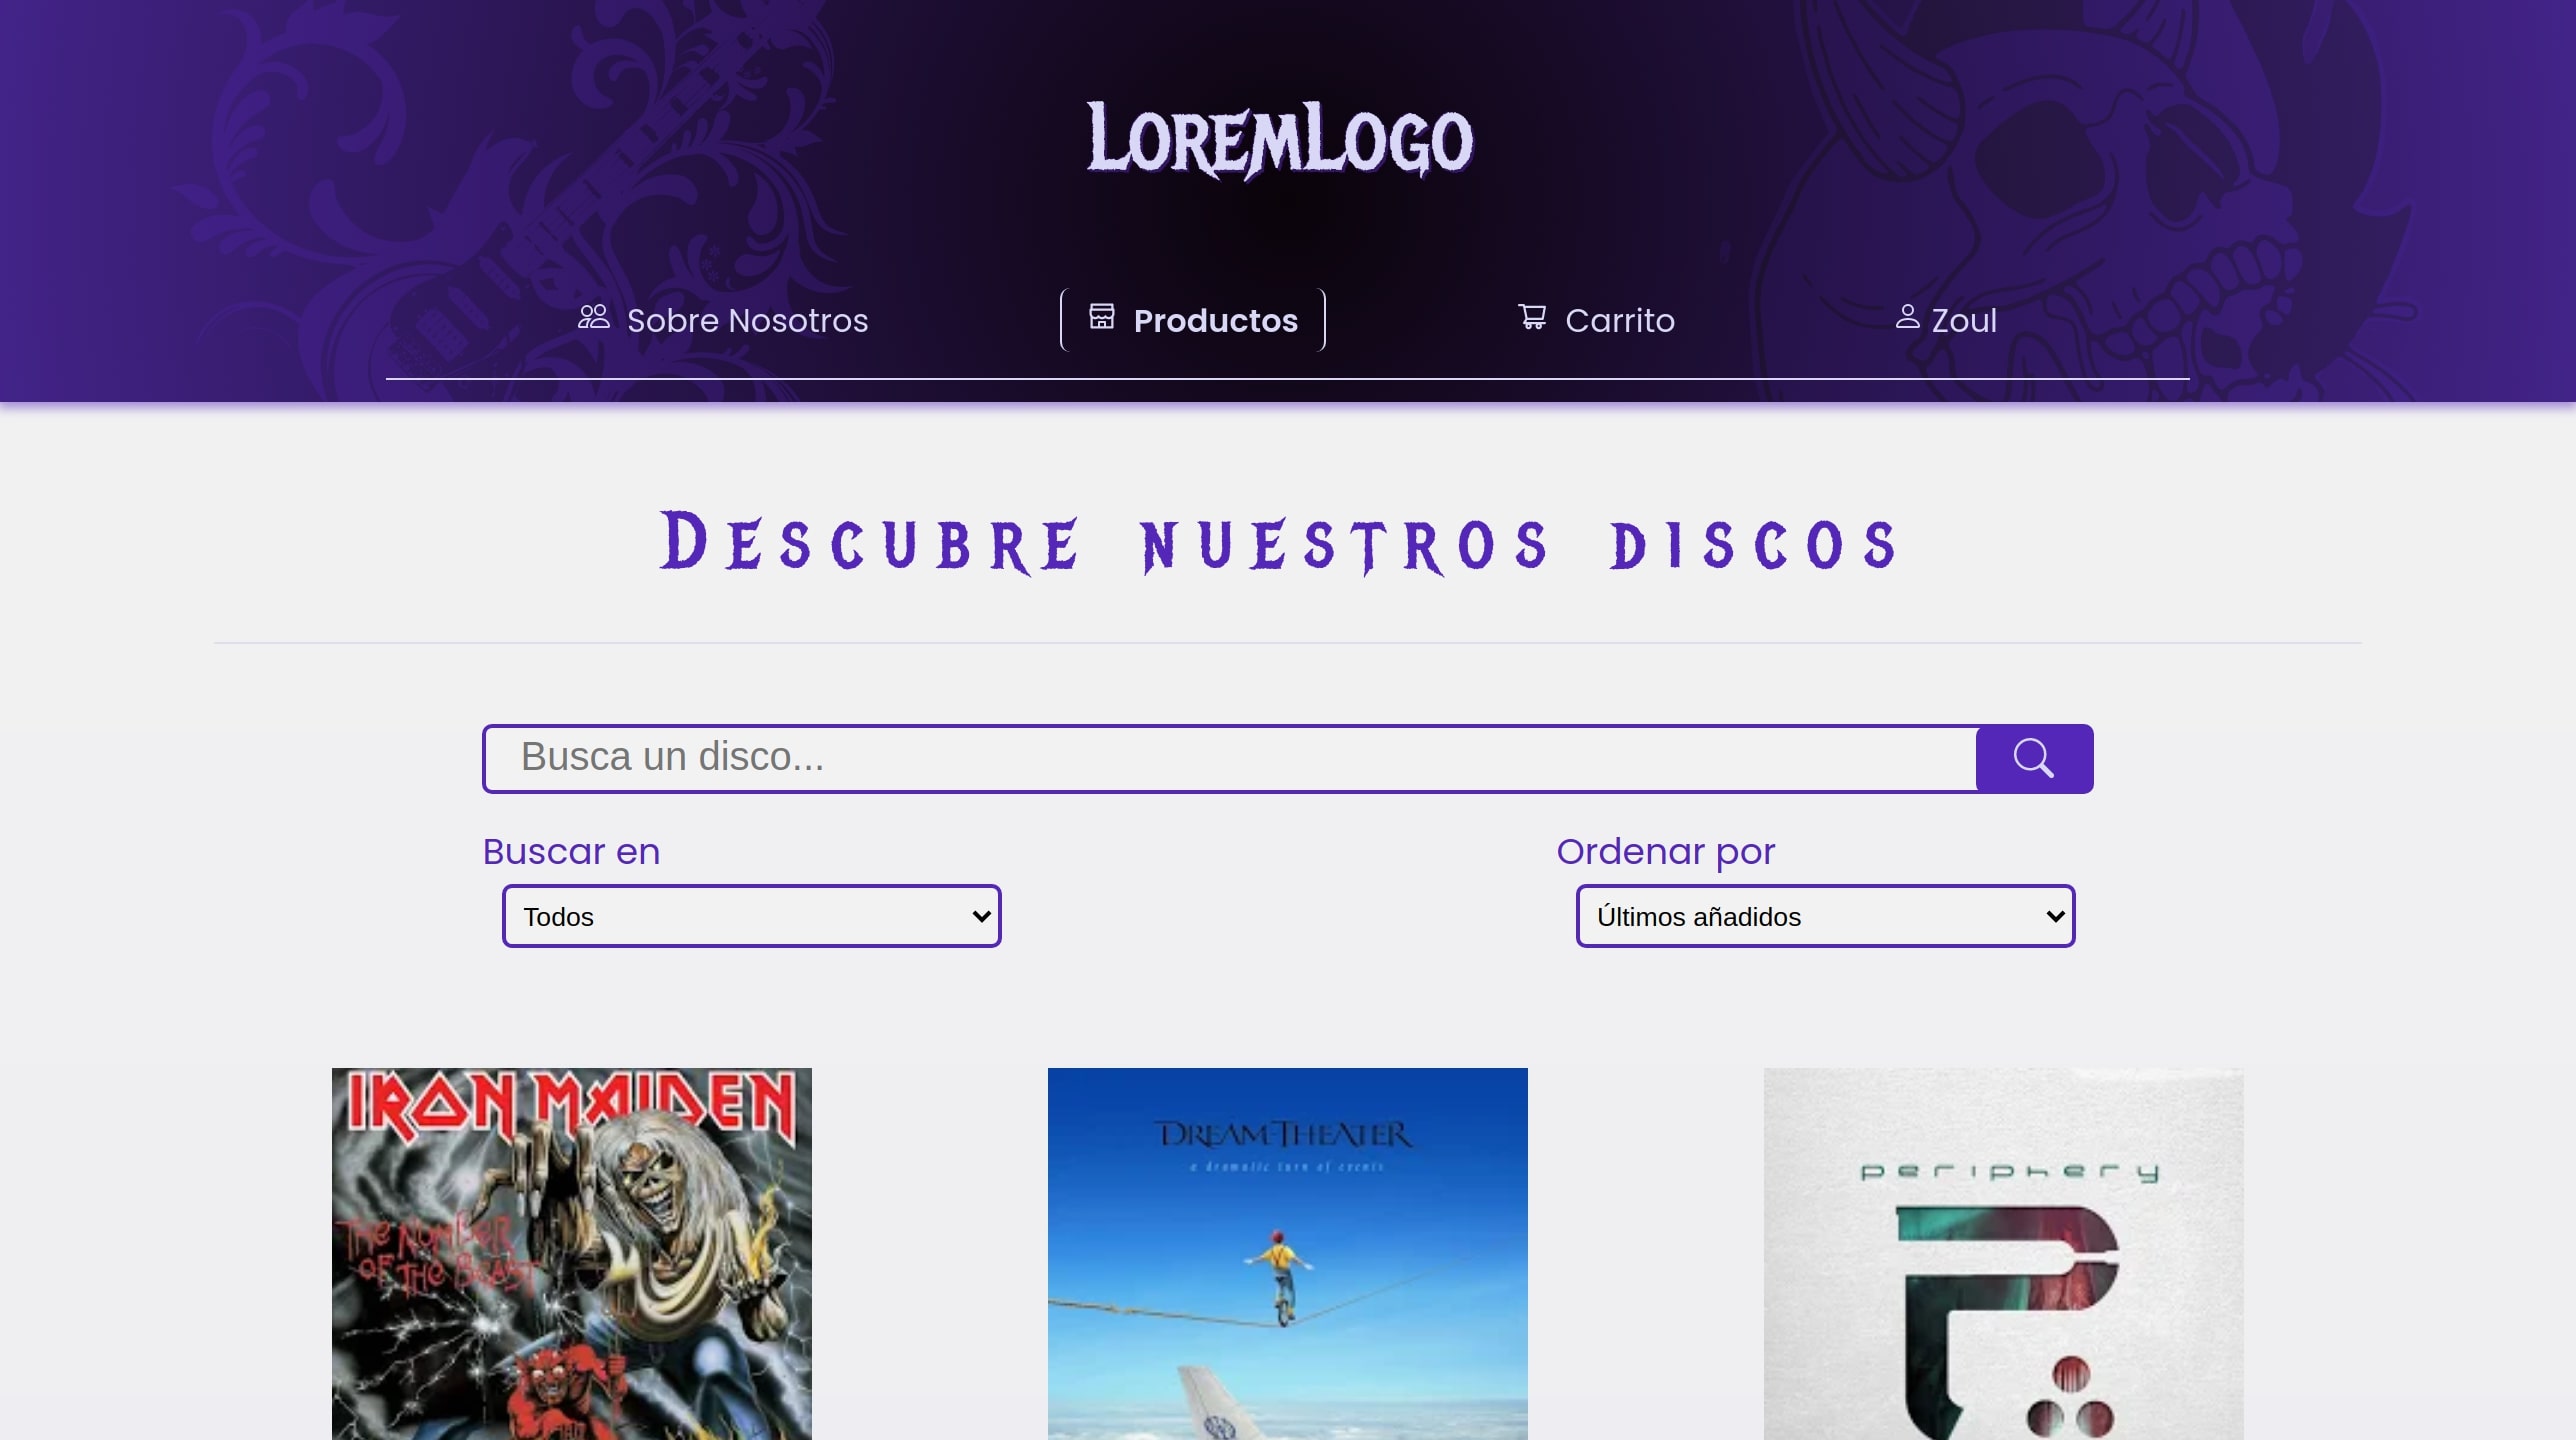 LoremLogo
Sobre Nosotros
Productos
Carrito
Zoul
Descubre nuestros discos
Busca un disco...
Buscar en
Ordenar por
Todos
Últimos añadidos
IRON MAIDEN
THE NUMBER
OF THE BEAST
DREAM THEATER
a dramatic turn of events
periphery